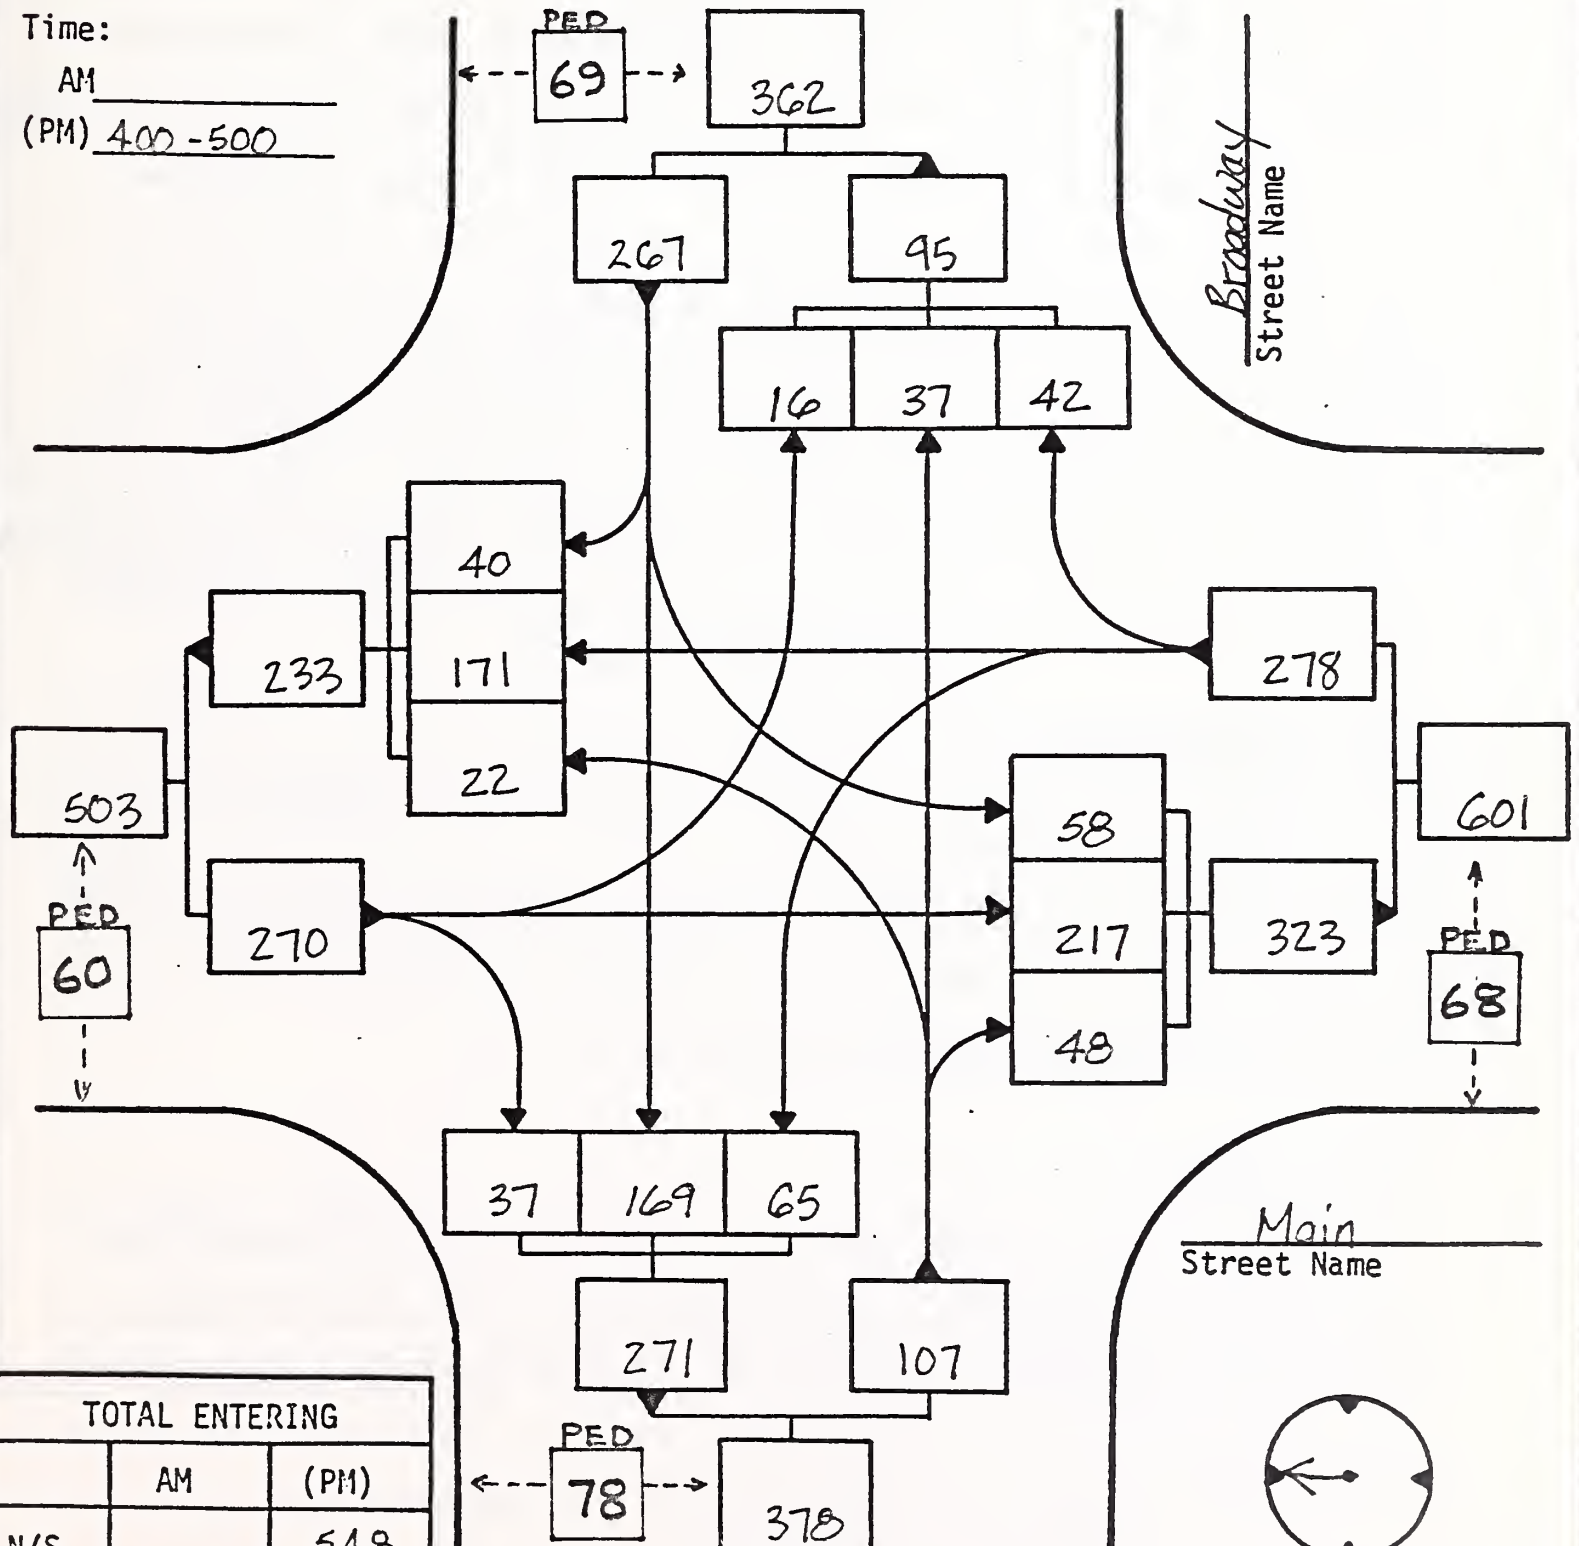 Time:
AM
(PM) 400-500
PED
69
362
Broadway
Street Name
267
95
16 37 42
40
171
22
233
278
503
601
58
217
48
270
323
PED
60
PED
68
37 169 65
271
107
Main
Street Name
TOTAL ENTERING
AM (PM)
N/S 548
PED
78
378